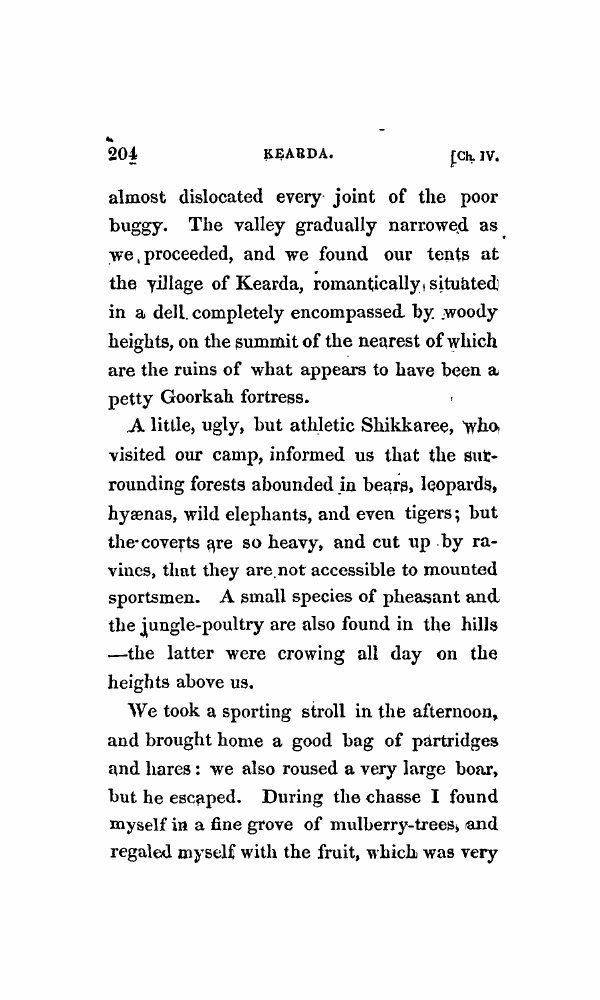 204 KEARDA. [Ch. IV.
almost dislocated every joint of the poor
buggy. The valley gradually narrowed as
we proceeded, and we found our tents at
the village of Kearda, romantically situated
in a dell completely encompassed by woody
heights, on the summit of the nearest of which
are the ruins of what appears to have been a
petty Goorkah fortress.
A little, ugly, but athletic Shikkaree, who
visited our camp, informed us that the sur-
rounding forests abounded in bears, leopards,
hyænas, wild elephants, and even tigers; but
the coverts are so heavy, and cut up by ra-
vines, that they are not accessible to mounted
sportsmen. A small species of pheasant and
the jungle-poultry are also found in the hills
—the latter were crowing all day on the
heights above us.
We took a sporting stroll in the afternoon,
and brought home a good bag of partridges
and hares: we also roused a very large boar,
but he escaped. During the chasse I found
myself in a fine grove of mulberry-trees, and
regaled myself with the fruit, which was very